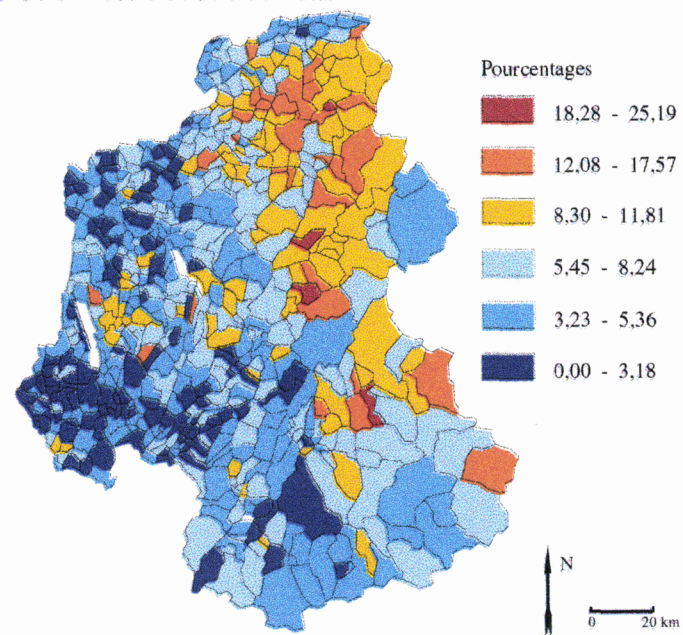 Pourcentages
18,28 - 25,19
12,08 - 17,57
8,30 - 11,81
5,45 - 8,24
3,23 - 5,36
0,00 - 3,18
N
0 20 km